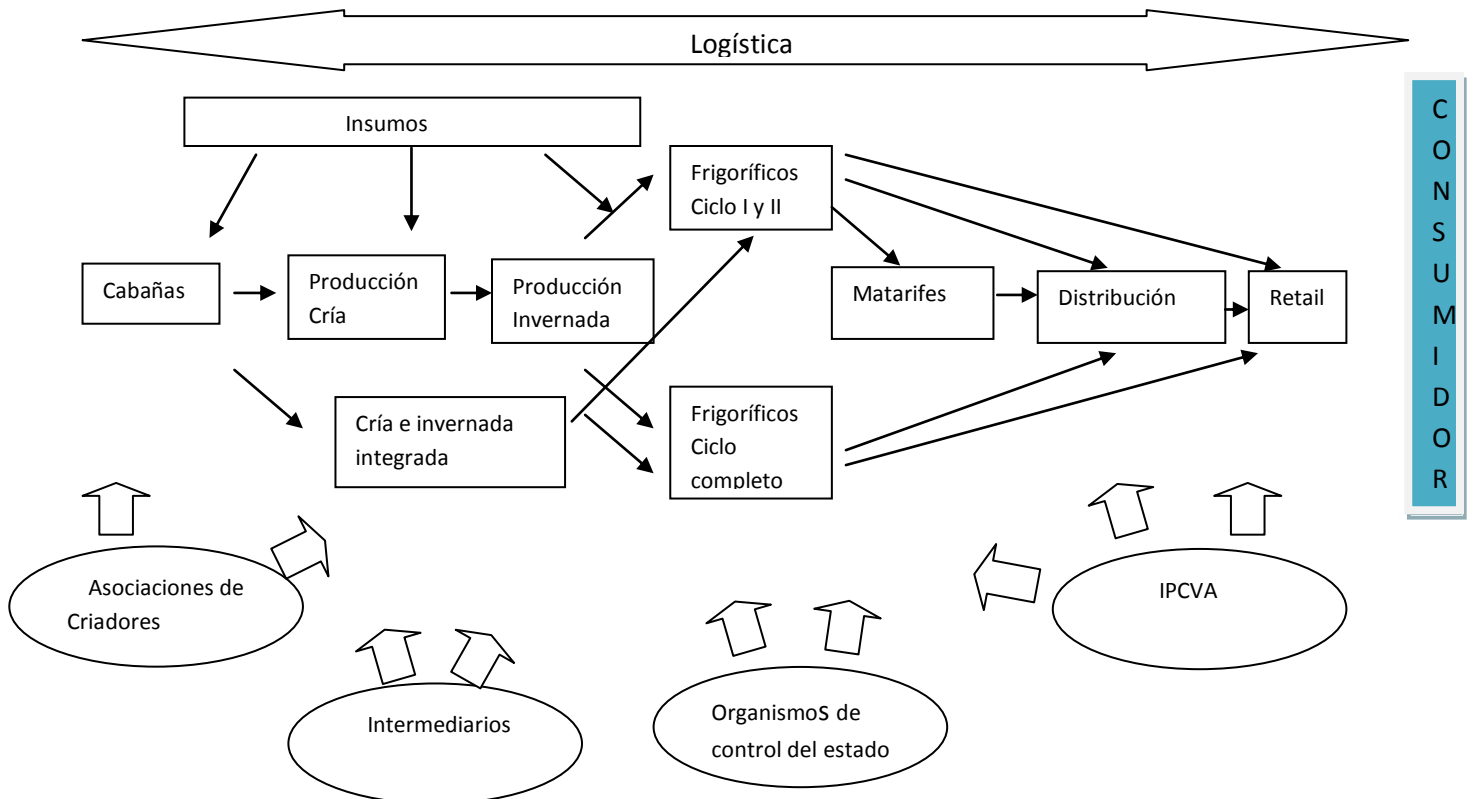 Logística
Insumos
Frigoríficos
Ciclo I y II
Cabañas
Producción
Cría
Producción
Invernada
Matarifes
Distribución
Retail
Cría e invernada
integrada
Frigoríficos
Ciclo
completo
C
O
N
S
U
M
I
D
O
R
Asociaciones de
Criadores
Intermediarios
Organismos de
control del estado
IPCVA